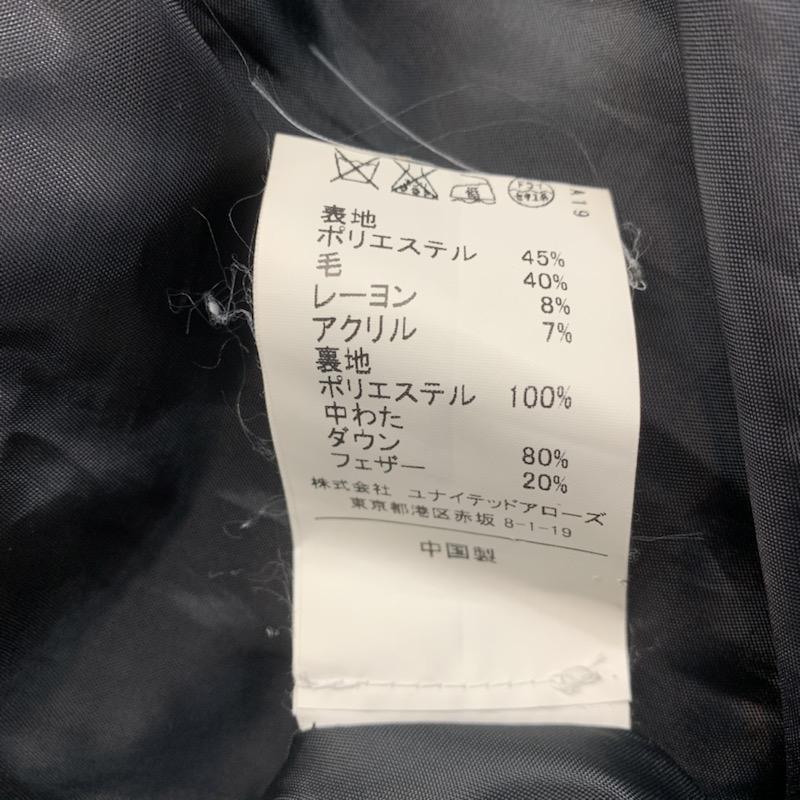 A19
表地
ポリエステル 45%
毛 40%
レーヨン 8%
アクリル 7%
裏地
ポリエステル 100%
中わた
ダウン 80%
フェザー 20%
株式会社 ユナイテッドアローズ
東京都港区赤坂 8-1-19
中国製